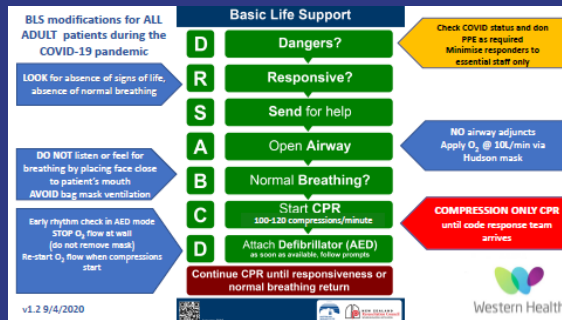 BLS modifications for ALL
ADULT patients during the
COVID-19 pandemic
LOOK for absence of signs of life,
absence of normal breathing
DO NOT listen or feel for
breathing by placing face close
to patient's mouth
AVOID bag mask ventilation
Early rhythm check in AED mode
STOP O₂ flow at wall
(do not remove mask)
Re-start O₂ flow when compressions
start
v1.2 9/4/2020
Basic Life Support
D Dangers?
R Responsive?
S Send for help
A Open Airway
B Normal Breathing?
C Start CPR
100-120 compressions/minute
D Attach Defibrillator (AED)
as soon as available, follow prompts
Continue CPR until responsiveness or
normal breathing return
Check COVID status and don
PPE as required
Minimise responders to
essential staff only
NO airway adjuncts
Apply O₂ @ 10L/min via
Hudson mask
COMPRESSION ONLY CPR
until code response team
arrives
NEW ZEALAND
Resuscitation Council
Western Health